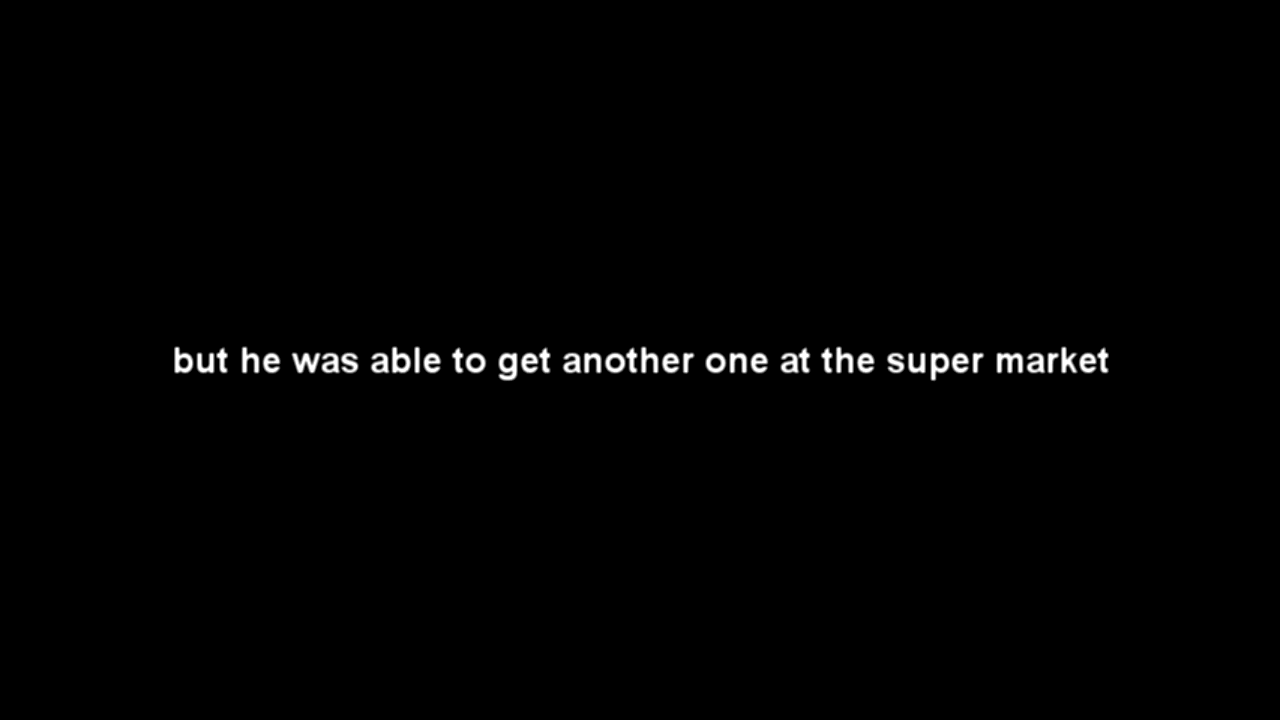 but he was able to get another one at the super market